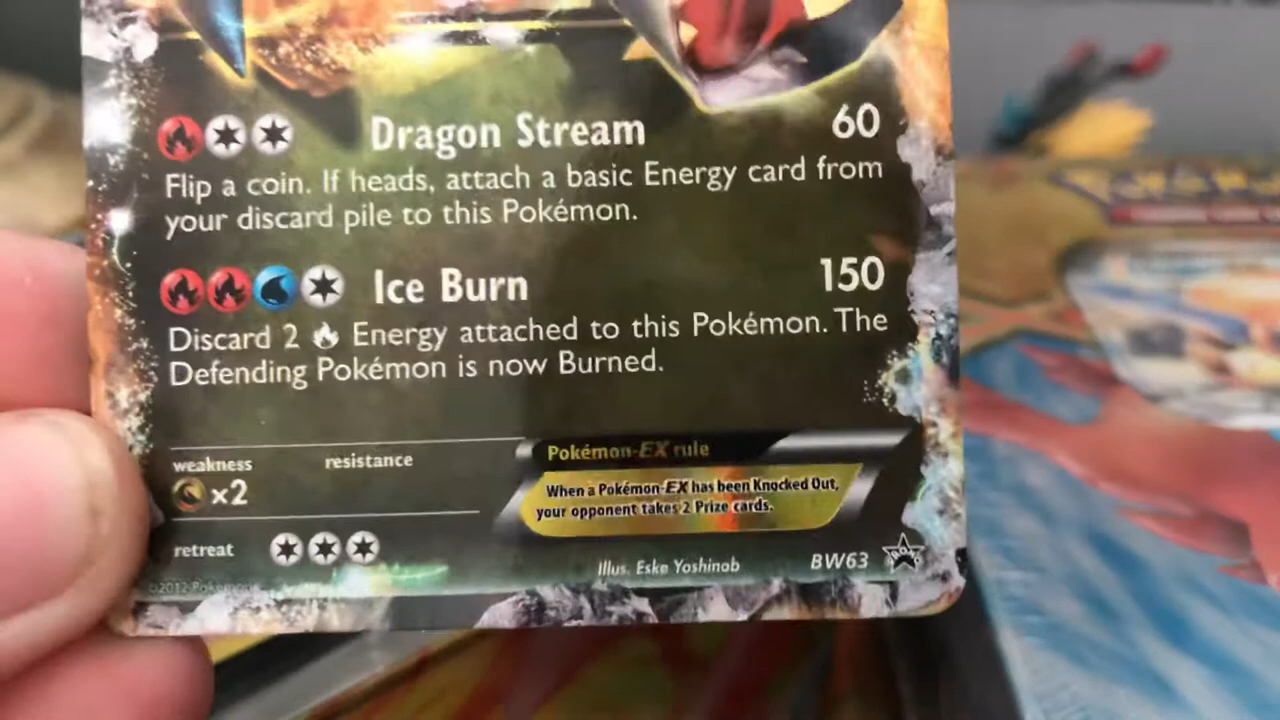 Dragon Stream 60
Flip a coin. If heads, attach a basic Energy card from
your discard pile to this Pokémon.
Ice Burn 150
Discard 2 Energy attached to this Pokémon. The
Defending Pokémon is now Burned.
weakness resistance
x2
Pokémon-EX rule
When a Pokémon-EX has been Knocked Out,
your opponent takes 2 Prize cards.
retreat
Illus. Eske Yoshinob BW63
©2012 Pokémon